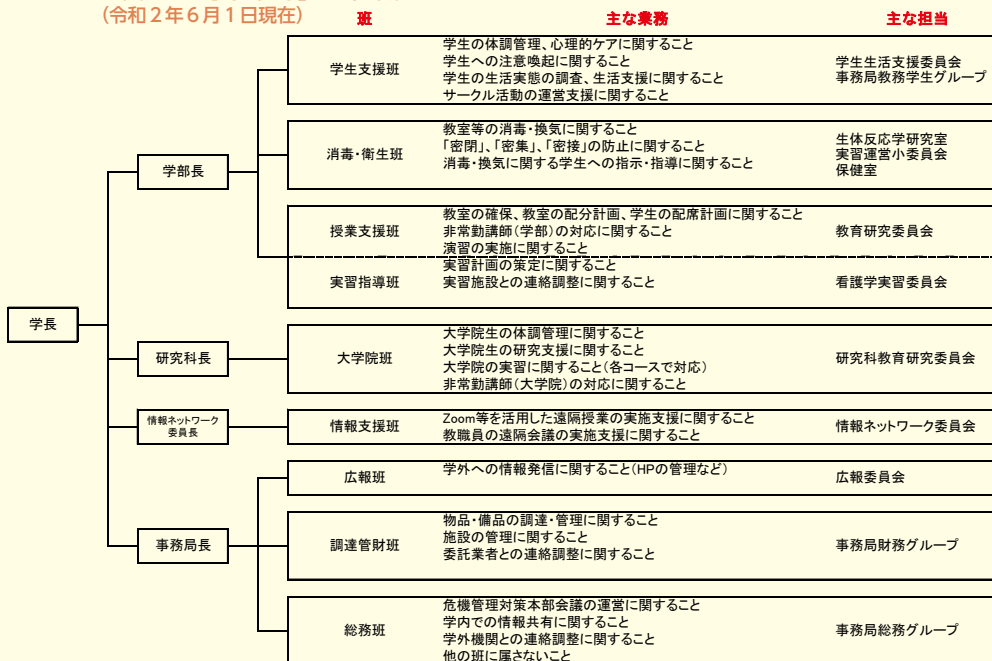 （令和２年６月１日現在）
班
主な業務
主な担当
学生支援班
学生の体調管理、心理的ケアに関すること
学生への注意喚起に関すること
学生の生活実態の調査、生活支援に関すること
サークル活動の運営支援に関すること
学生生活支援委員会
事務局教務学生グループ
消毒・衛生班
教室等の消毒・換気に関すること
「密閉」、「密集」、「密接」の防止に関すること
消毒・換気に関する学生への指示・指導に関すること
生体反応学研究室
実習運営小委員会
保健室
学部長
授業支援班
教室の確保、教室の配分計画、学生の配席計画に関すること
非常勤講師（学部）の対応に関すること
演習の実施に関すること
教育研究委員会
実習指導班
実習計画の策定に関すること
実習施設との連絡調整に関すること
看護学実習委員会
学長
研究科長
大学院班
大学院生の体調管理に関すること
大学院生の研究支援に関すること
大学院の実習に関すること（各コースで対応）
非常勤講師（大学院）の対応に関すること
研究科教育研究委員会
情報ネットワーク
委員長
情報支援班
Zoom等を活用した遠隔授業の実施支援に関すること
教職員の遠隔会議の実施支援に関すること
情報ネットワーク委員会
広報班
学外への情報発信に関すること（HPの管理など）
広報委員会
事務局長
調達管財班
物品・備品の調達・管理に関すること
施設の管理に関すること
委託業者との連絡調整に関すること
事務局財務グループ
総務班
危機管理対策本部会議の運営に関すること
学内での情報共有に関すること
学外機関との連絡調整に関すること
他の班に属さないこと
事務局総務グループ